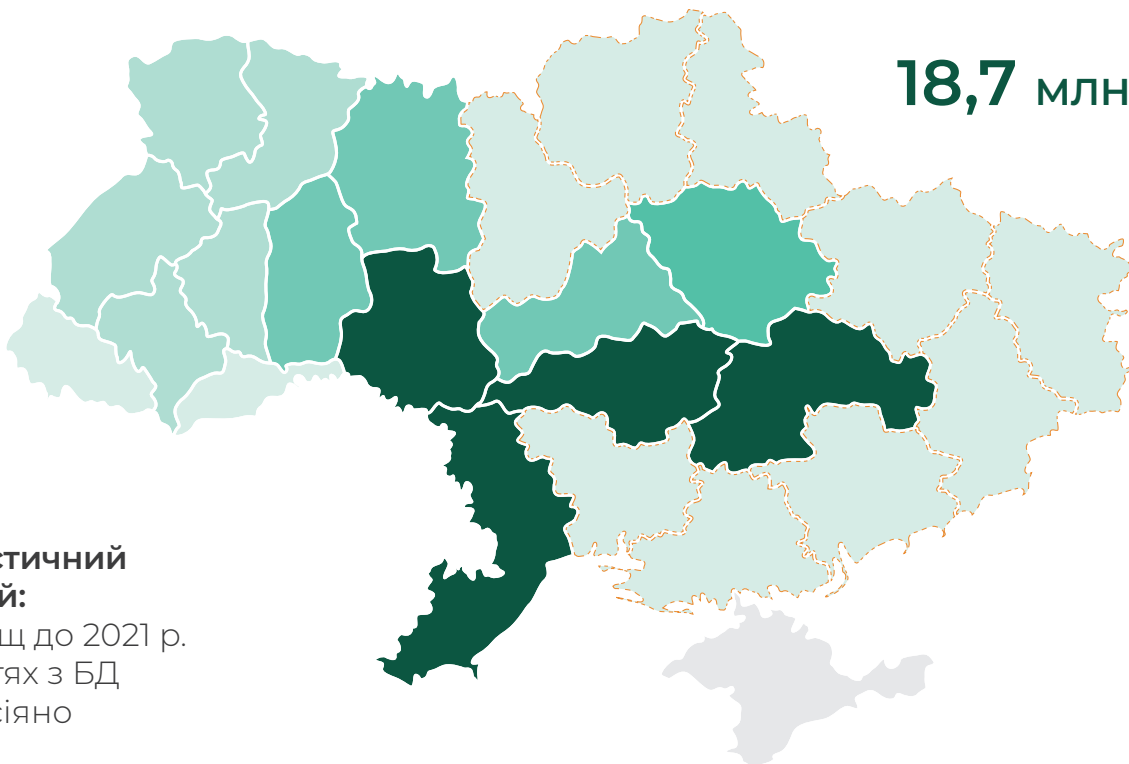 18,7 млн
стичний
й:
щ до 2021 р.
тях з БД
сіяно